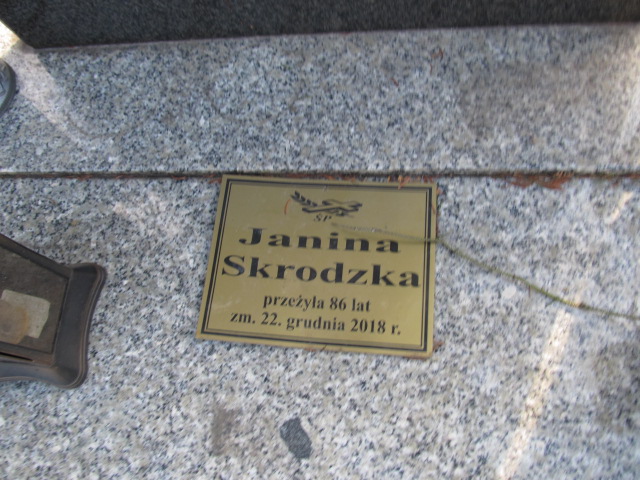 ŚP
Janina
Skrodzka
przeżyła 86 lat
zm. 22. grudnia 2018 r.